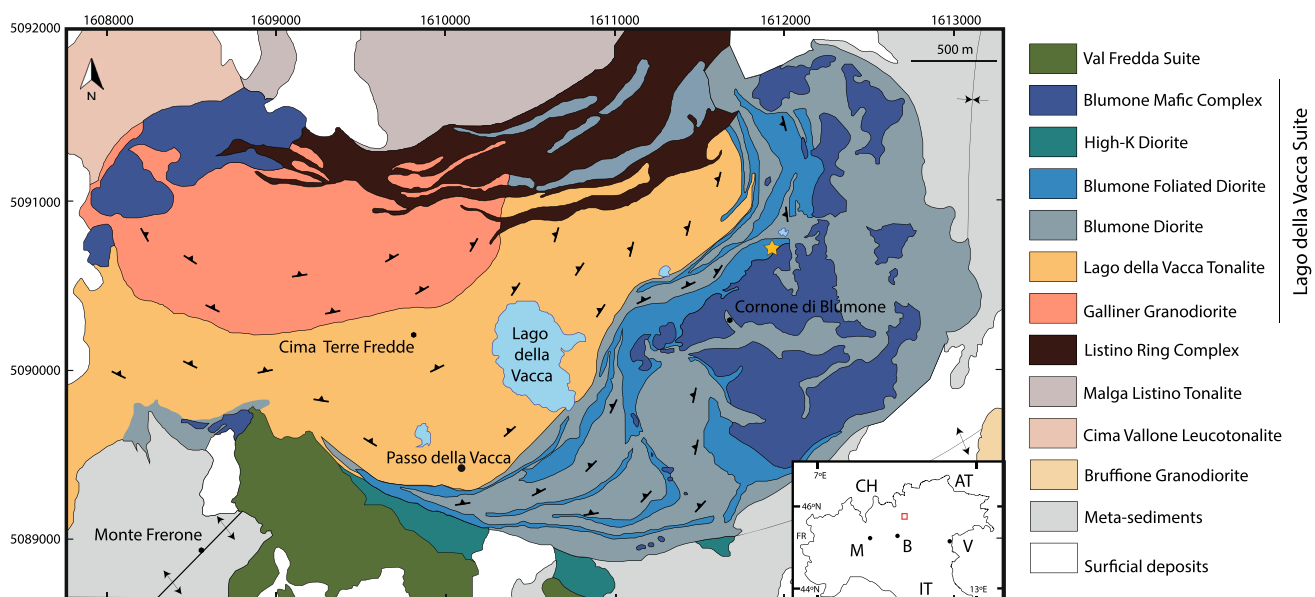 1608000 1609000 1610000 1611000 1612000 1613000
5092000
5091000
5090000
5089000
N
500 m
Cornone di Blumone
Cima Terre Fredde
Lago
della
Vacca
Passo della Vacca
Monte Frerone
7°E
CH
AT
46°N
FR
M
B
V
44°N
IT
13°E
Val Fredda Suite
Blumone Mafic Complex
High-K Diorite
Blumone Foliated Diorite
Blumone Diorite
Lago della Vacca Tonalite
Galliner Granodiorite
Listino Ring Complex
Malga Listino Tonalite
Cima Vallone Leucotonalite
Bruffione Granodiorite
Meta-sediments
Surficial deposits
Lago della Vacca Suite